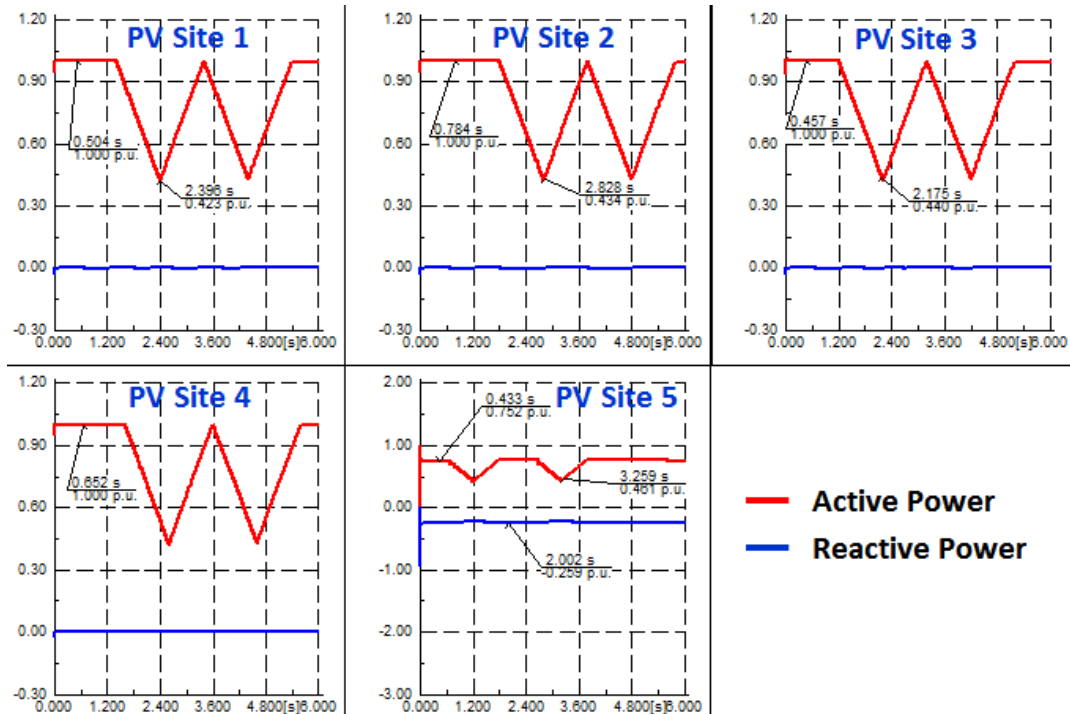 PV Site 1
1.20
0.90
0.60
0.30
0.00
-0.30
0.504 s
1.000 p.u.
2.396 s
0.423 p.u.
0.000 1.200 2.400 3.600 4.800[s]6.000
PV Site 2
1.20
0.90
0.60
0.30
0.00
-0.30
0.784 s
1.000 p.u.
2.828 s
0.434 p.u.
0.000 1.200 2.400 3.600 4.800[s]6.000
PV Site 3
1.20
0.90
0.60
0.30
0.00
-0.30
0.457 s
1.000 p.u.
2.175 s
0.440 p.u.
0.000 1.200 2.400 3.600 4.800[s]6.000
PV Site 4
1.20
0.90
0.60
0.30
0.00
-0.30
0.652 s
1.000 p.u.
0.000 1.200 2.400 3.600 4.800[s]6.000
PV Site 5
2.00
1.00
0.00
-1.00
-2.00
-3.00
0.433 s
0.752 p.u.
3.259 s
0.461 p.u.
2.002 s
-0.259 p.u.
0.000 1.200 2.400 3.600 4.800[s]6.000
Active Power
Reactive Power